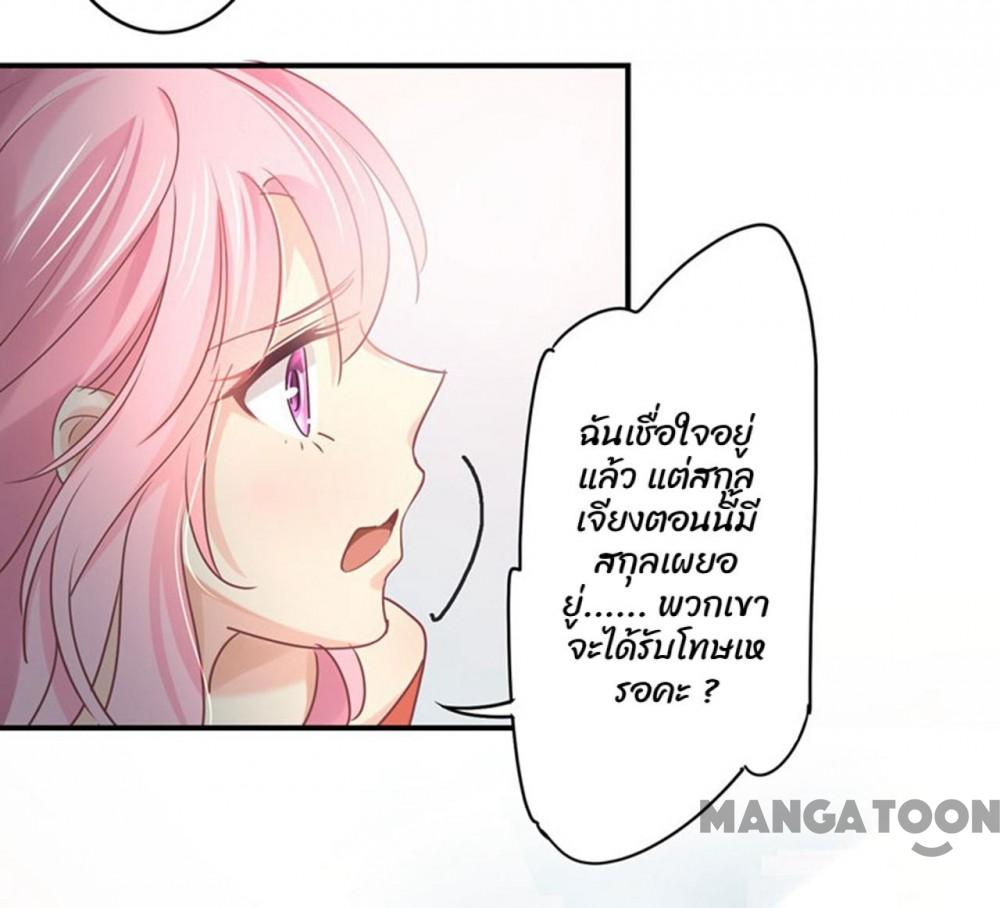 ฉันเชื่อใจอยู่
แล้ว แต่สกุล
เจียงตอนนี้มี
สกุลเผยอ
ยู่...... พวกเขา
จะได้รับโทษเห
รอคะ ?
MANGATOON